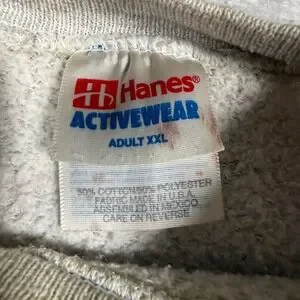 Hanes®
ACTIVEWEAR
ADULT XXL
50% COTTON/50% POLYESTER
FABRIC MADE IN U.S.A.
ASSEMBLED IN MEXICO
CARE ON REVERSE